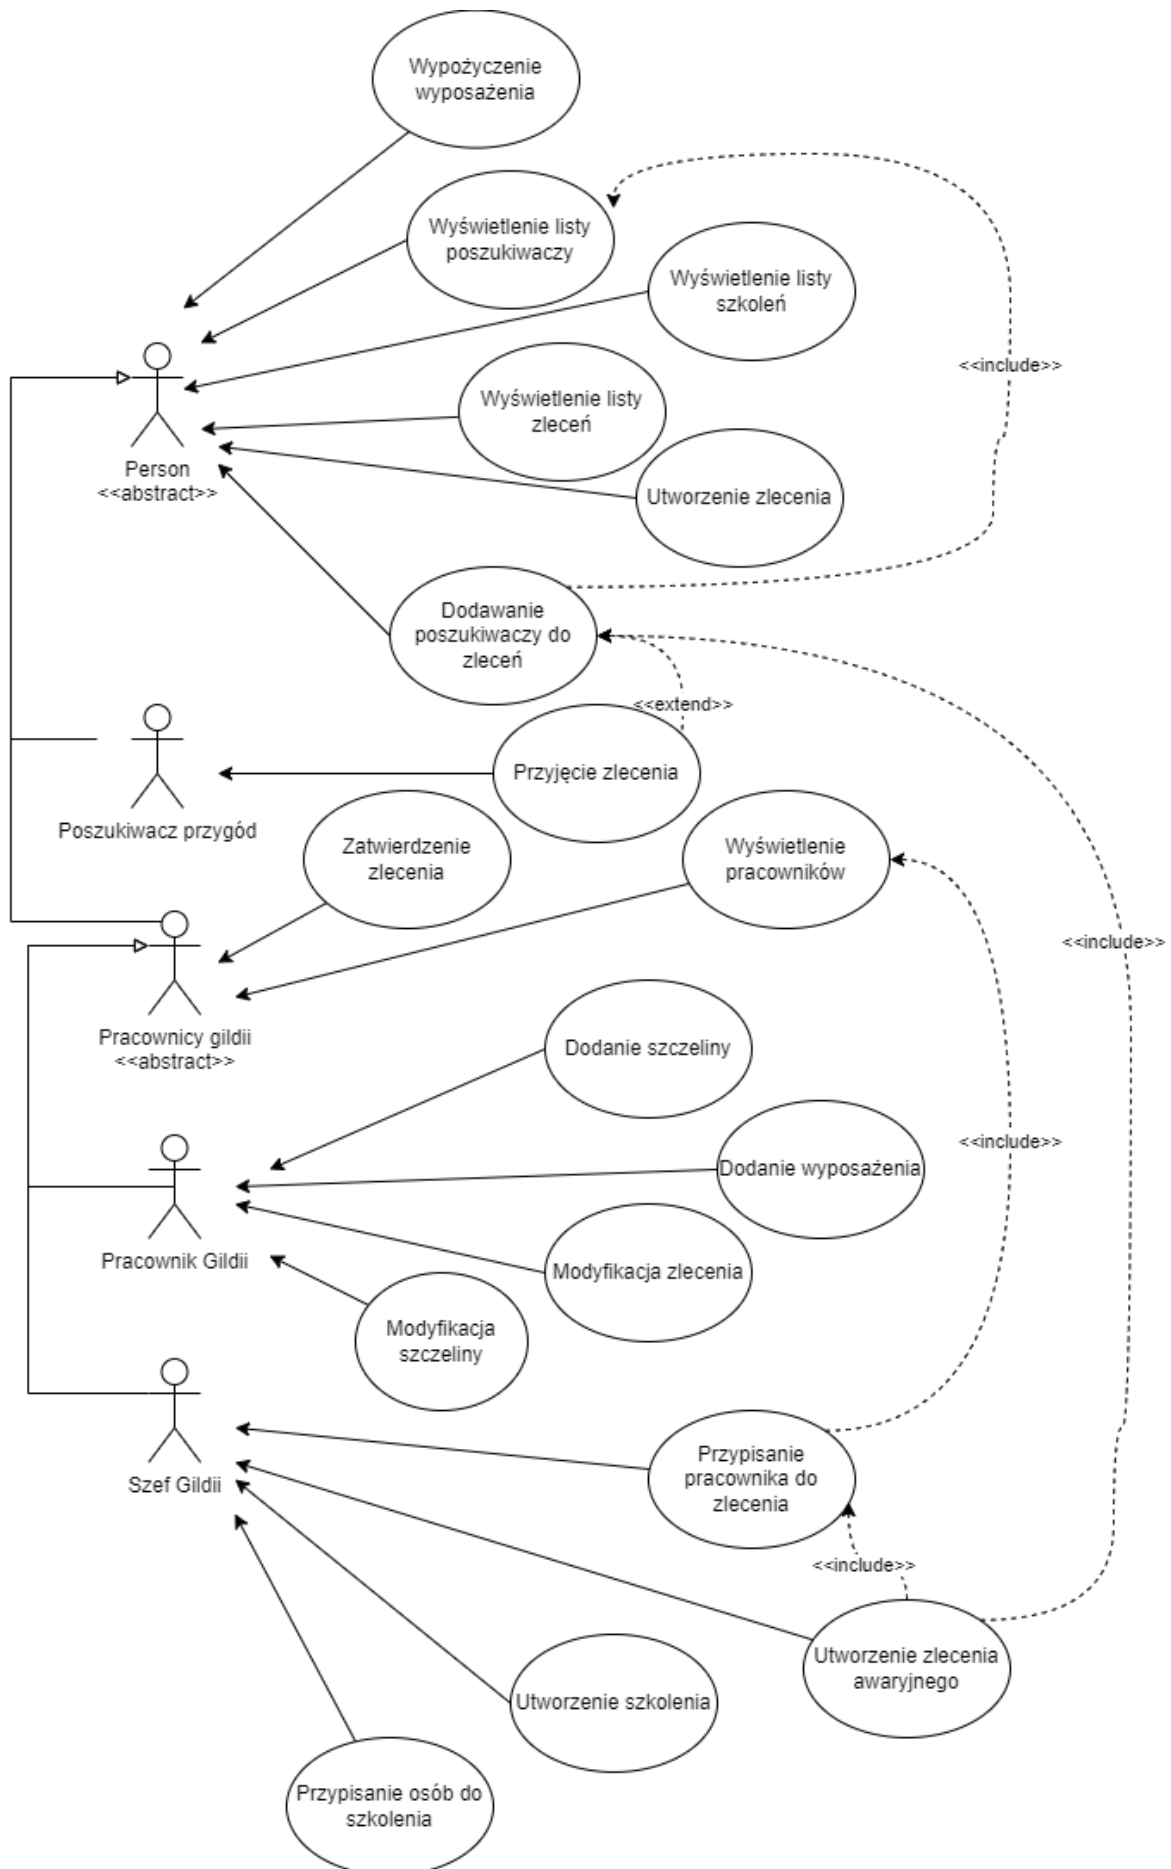 Wypożyczenie
wyposażenia
Wyświetlenie listy
poszukiwaczy
Wyświetlenie listy
szkoleń
<<include>>
Wyświetlenie listy
zleceń
Person
<<abstract>>
Utworzenie zlecenia
Dodawanie
poszukiwaczy do
zleceń
<<extend>>
Przyjęcie zlecenia
Poszukiwacz przygód
Zatwierdzenie
zlecenia
Wyświetlenie
pracowników
<<include>>
Pracownicy gildii
<<abstract>>
Dodanie szczeliny
<<include>>
Dodanie wyposażenia
Pracownik Gildii
Modyfikacja zlecenia
Modyfikacja
szczeliny
Szef Gildii
Przypisanie
pracownika do
zlecenia
<<include>>
Utworzenie zlecenia
awaryjnego
Utworzenie szkolenia
Przypisanie osób do
szkolenia